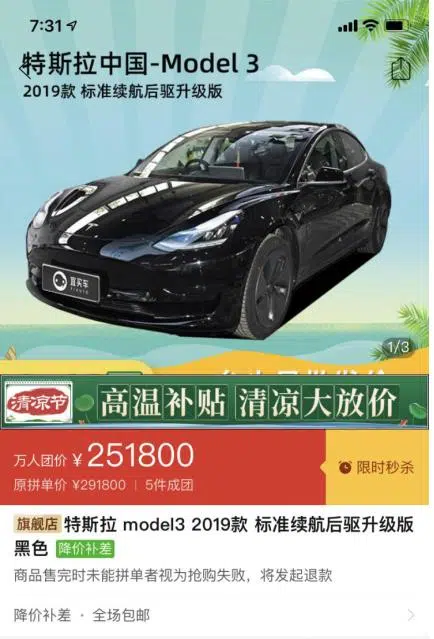 7:31
特斯拉中国-Model 3
2019款 标准续航后驱升级版
宜买车
1/3
清凉节
高温补贴 清凉大放价
万人团价 ¥251800
限时秒杀
原拼单价 ¥291800 | 5件成团
旗舰店 特斯拉 model3 2019款 标准续航后驱升级版
黑色 降价补差
商品售完时未能拼单者视为抢购失败，将发起退款
降价补差 · 全场包邮